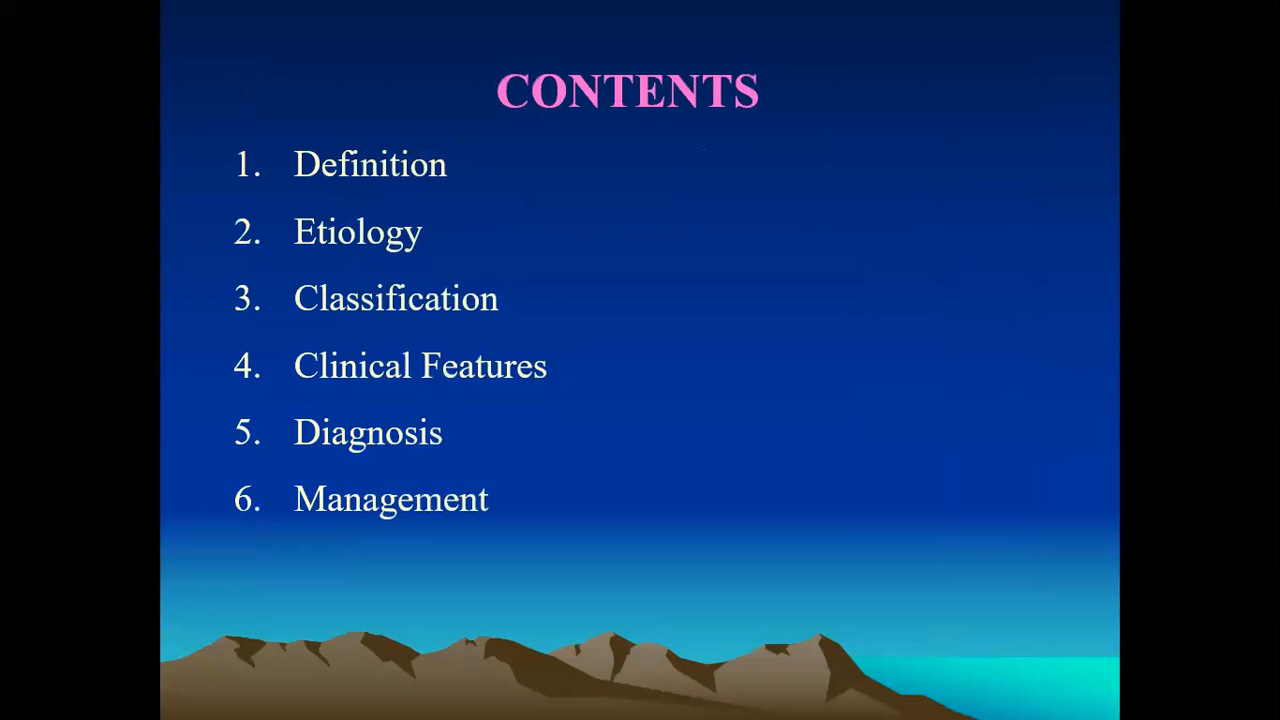 CONTENTS
1. Definition
2. Etiology
3. Classification
4. Clinical Features
5. Diagnosis
6. Management